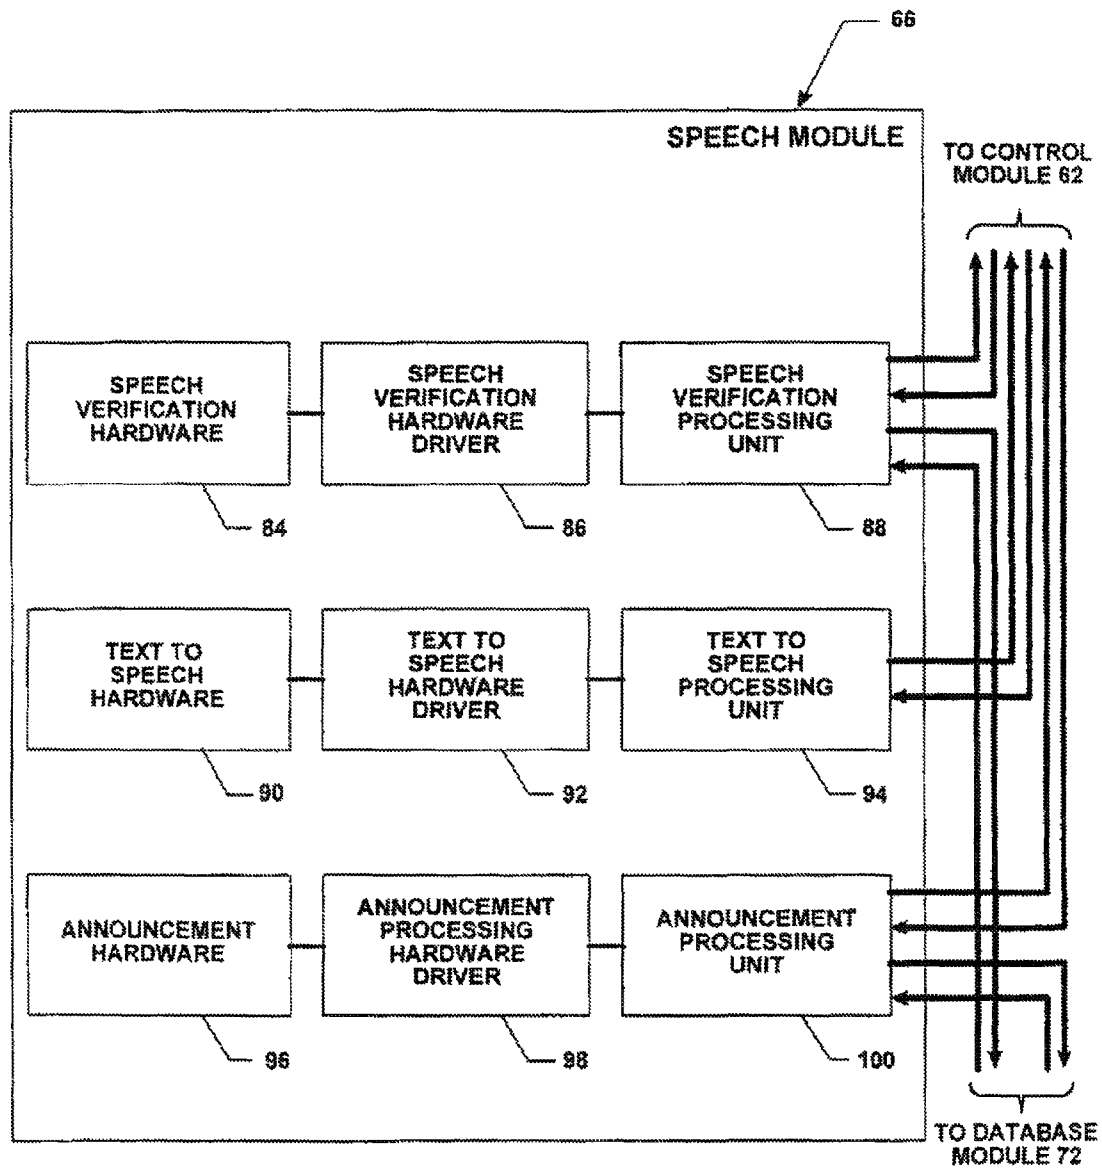 66
SPEECH MODULE
TO CONTROL
MODULE 62
SPEECH
VERIFICATION
HARDWARE
84
SPEECH
VERIFICATION
HARDWARE
DRIVER
86
SPEECH
VERIFICATION
PROCESSING
UNIT
88
TEXT TO
SPEECH
HARDWARE
90
TEXT TO
SPEECH
HARDWARE
DRIVER
92
TEXT TO
SPEECH
PROCESSING
UNIT
94
ANNOUNCEMENT
HARDWARE
96
ANNOUNCEMENT
PROCESSING
HARDWARE
DRIVER
98
ANNOUNCEMENT
PROCESSING
UNIT
100
TO DATABASE
MODULE 72